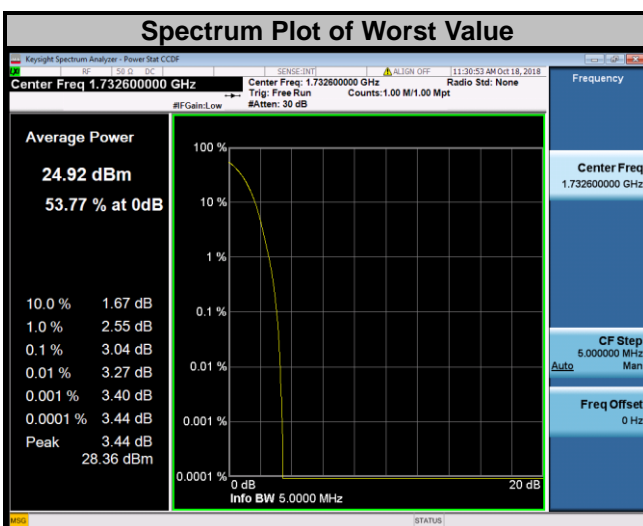 Spectrum Plot of Worst Value
Keysight Spectrum Analyzer - Power Stat CCDF
RF 50 Ω DC SENSE:INT ALIGN OFF 11:30:53 AM Oct 18, 2018
Center Freq 1.732600000 GHz
Center Freq: 1.732600000 GHz Radio Std: None
Trig: Free Run Counts:1.00 M/1.00 Mpt
#IFGain:Low #Atten: 30 dB
Frequency
Average Power
24.92 dBm
53.77 % at 0dB
10.0 % 1.67 dB
1.0 % 2.55 dB
0.1 % 3.04 dB
0.01 % 3.27 dB
0.001 % 3.40 dB
0.0001 % 3.44 dB
Peak 3.44 dB
28.36 dBm
100 %
10 %
1 %
0.1 %
0.01 %
0.001 %
0.0001 %
0 dB 20 dB
Info BW 5.0000 MHz
Center Freq
1.732600000 GHz
CF Step
5.000000 MHz
Auto Man
Freq Offset
0 Hz
MSG STATUS